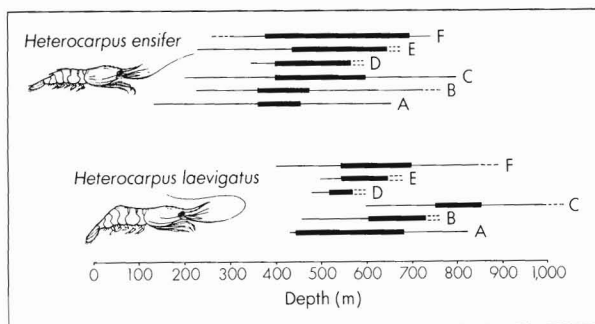 Heterocarpus ensifer
F
E
D
C
B
A
Heterocarpus laevigatus
F
E
D
C
B
A
0 100 200 300 400 500 600 700 800 900 1,000
Depth (m)